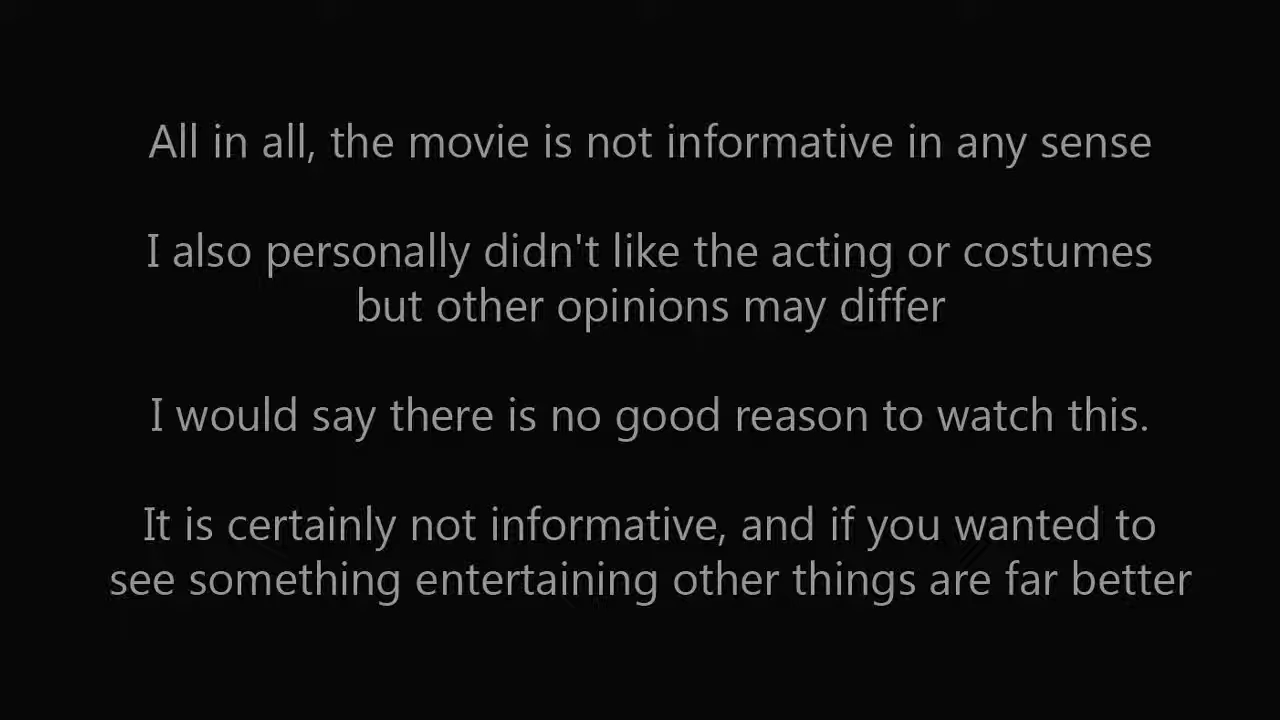 All in all, the movie is not informative in any sense
I also personally didn't like the acting or costumes
but other opinions may differ
I would say there is no good reason to watch this.
It is certainly not informative, and if you wanted to
see something entertaining other things are far better